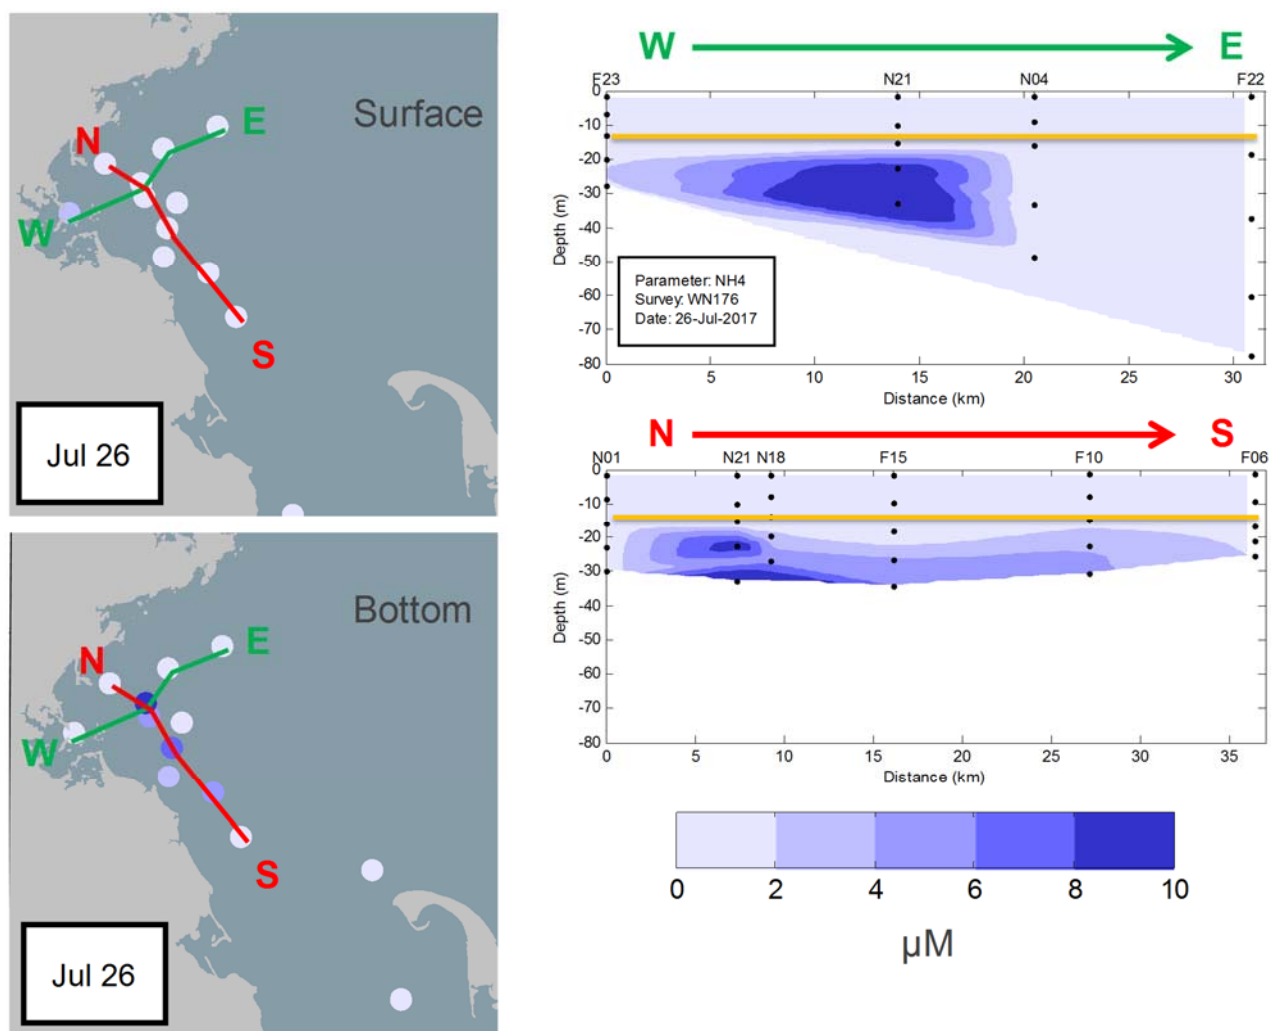 Surface
N
E
W
S
Jul 26
Bottom
N
E
W
S
Jul 26
W E
F23 N21 N04 F22
0
-10
-20
-30
-40
-50
-60
-70
-80
Depth (m)
Parameter: NH4
Survey: WN176
Date: 26-Jul-2017
0 5 10 15 20 25 30
Distance (km)
N S
N01 N21 N18 F15 F10 F06
0
-10
-20
-30
-40
-50
-60
-70
-80
Depth (m)
0 5 10 15 20 25 30 35
Distance (km)
0 2 4 6 8 10
µM